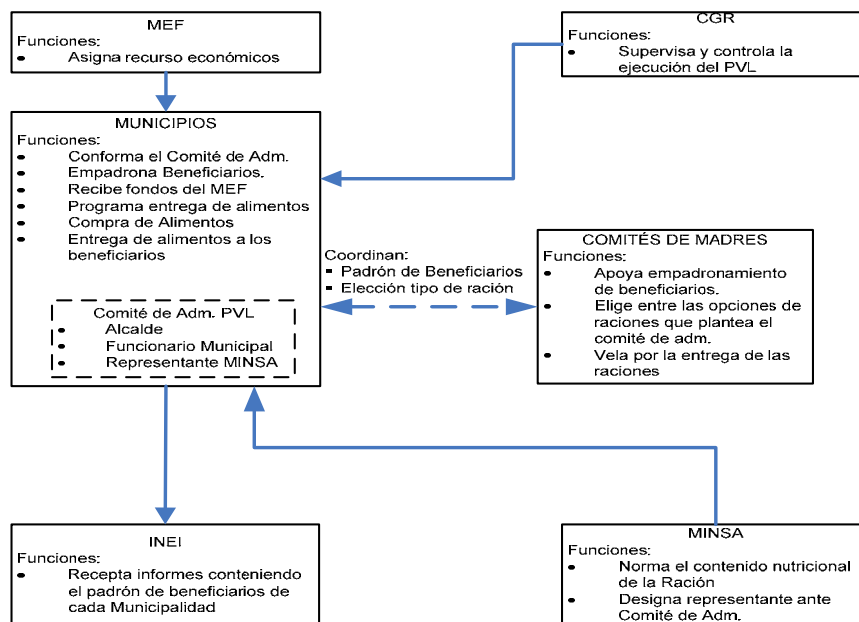 MEF
Funciones:
• Asigna recurso económicos
CGR
Funciones:
• Supervisa y controla la
ejecución del PVL
MUNICIPIOS
Funciones:
• Conforma el Comité de Adm.
• Empadrona Beneficiarios.
• Recibe fondos del MEF
• Programa entrega de alimentos
• Compra de Alimentos
• Entrega de alimentos a los
beneficiarios
Comité de Adm. PVL
• Alcalde
• Funcionario Municipal
• Representante MINSA
Coordinan:
▪ Padrón de Beneficiarios
▪ Elección tipo de ración
COMITÉS DE MADRES
Funciones:
• Apoya empadronamiento
de beneficiarios.
• Elige entre las opciones de
raciones que plantea el
comité de adm.
• Vela por la entrega de las
raciones
INEI
Funciones:
• Recepta informes conteniendo
el padrón de beneficiarios de
cada Municipalidad
MINSA
Funciones:
• Norma el contenido nutricional
de la Ración
• Designa representante ante
Comité de Adm.